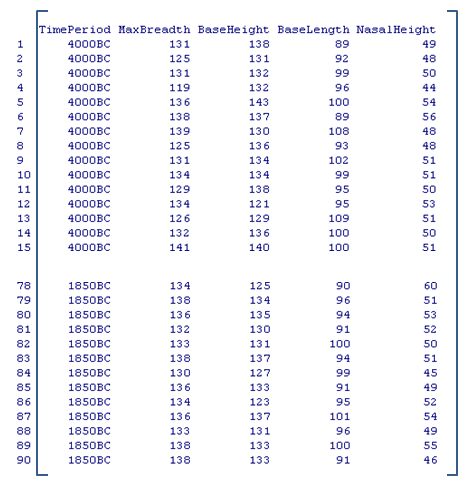 TimePeriod MaxBreadth BaseHeight BaseLength NasalHeight
1 4000BC 131 138 89 49
2 4000BC 125 131 92 48
3 4000BC 131 132 99 50
4 4000BC 119 132 96 44
5 4000BC 136 143 100 54
6 4000BC 138 137 89 56
7 4000BC 139 130 108 48
8 4000BC 125 136 93 48
9 4000BC 131 134 102 51
10 4000BC 134 134 99 51
11 4000BC 129 138 95 50
12 4000BC 134 121 95 53
13 4000BC 126 129 109 51
14 4000BC 132 136 100 50
15 4000BC 141 140 100 51
78 1850BC 134 125 90 60
79 1850BC 138 134 96 51
80 1850BC 136 135 94 53
81 1850BC 132 130 91 52
82 1850BC 133 131 100 50
83 1850BC 138 137 94 51
84 1850BC 130 127 99 45
85 1850BC 136 133 91 49
86 1850BC 134 123 95 52
87 1850BC 136 137 101 54
88 1850BC 133 131 96 49
89 1850BC 138 133 100 55
90 1850BC 138 133 91 46